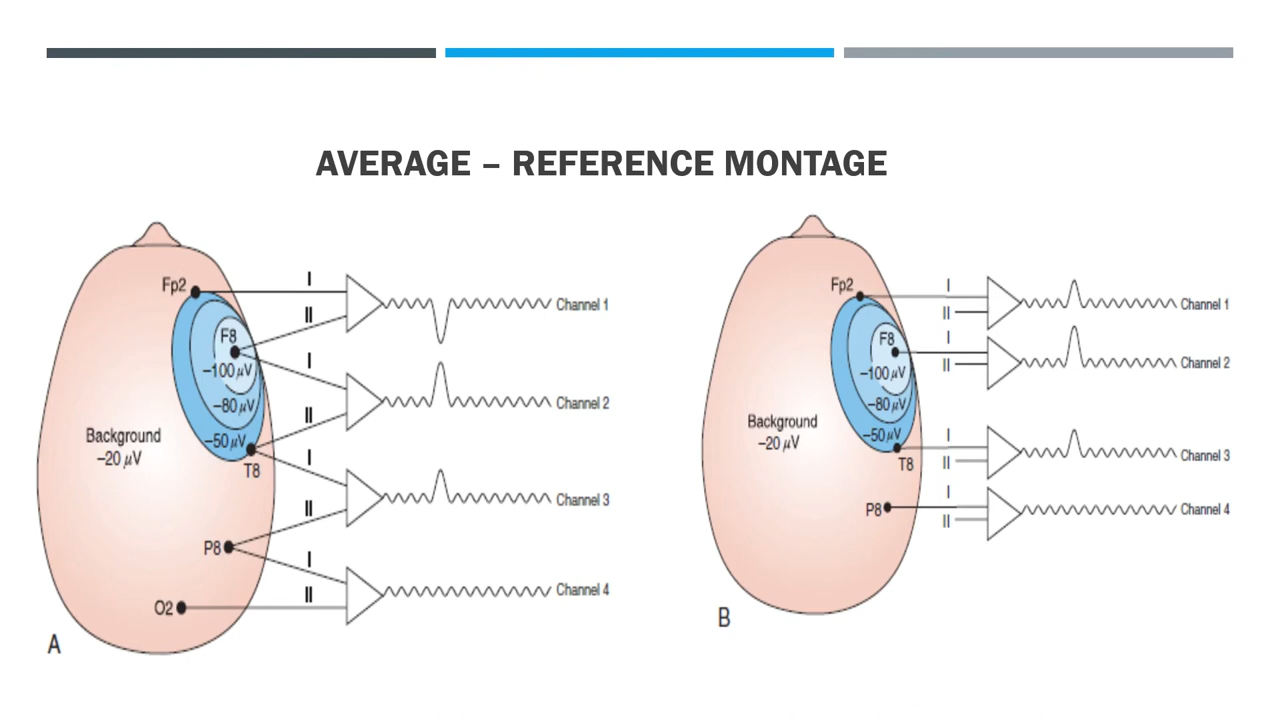 AVERAGE – REFERENCE MONTAGE
Fp2
I
II
Channel 1
F8
–100 µV
I
–80 µV
II
Channel 2
Background
–20 µV
–50 µV
T8
I
II
Channel 3
P8
I
II
Channel 4
O2
A
Fp2
I
II
Channel 1
F8
–100 µV
I
II
Channel 2
–80 µV
Background
–20 µV
–50 µV
T8
I
II
Channel 3
P8
I
II
Channel 4
B